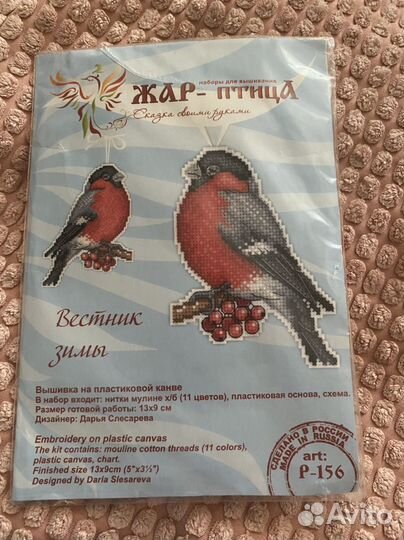 наборы для вышивания
ЖАР- ПТИЦА
Сказка своими руками
Вестник
зимы
Вышивка на пластиковой канве
В набор входит: нитки мулине х/б (11 цветов), пластиковая основа, схема.
Размер готовой работы: 13х9 см
Дизайнер: Дарья Слесарева
Embroidery on plastic canvas
The kit contains: mouline cotton threads (11 colors),
plastic canvas, chart.
Finished size 13x9cm (5"x3½")
Designed by Daria Slesareva
СДЕЛАНО В РОССИИ
MADE IN RUSSIA
art:
P-156
Avito